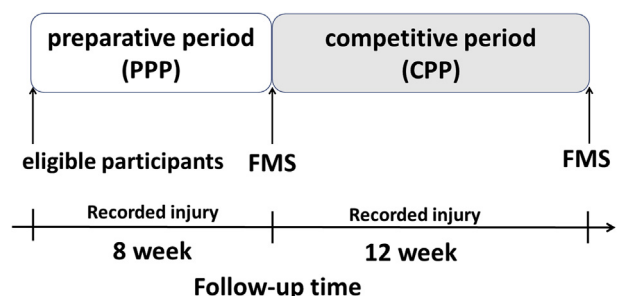 preparative period
(PPP)
competitive period
(CPP)
eligible participants
FMS
FMS
Recorded injury
Recorded injury
8 week
12 week
Follow-up time